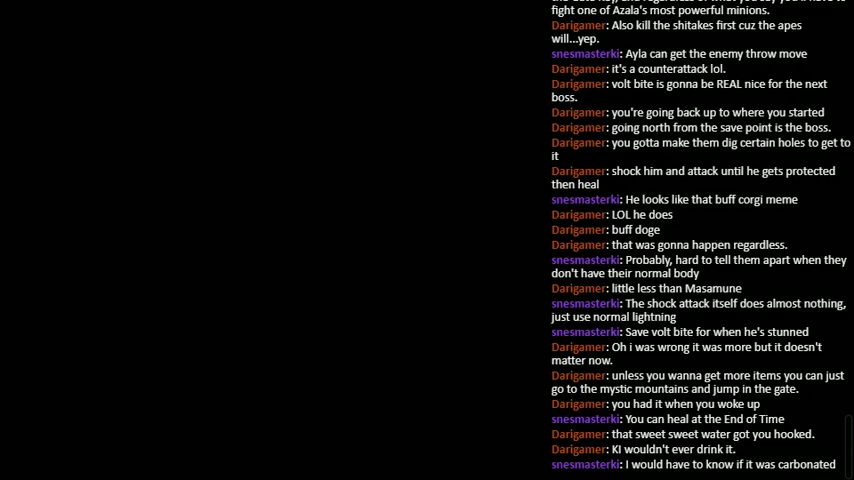 fight one of Azala's most powerful minions.
Darigamer: Also kill the shitakes first cuz the apes
will...yep.
snesmasterki: Ayla can get the enemy throw move
Darigamer: it's a counterattack lol.
Darigamer: volt bite is gonna be REAL nice for the next
boss.
Darigamer: you're going back up to where you started
Darigamer: going north from the save point is the boss.
Darigamer: you gotta make them dig certain holes to get to
it
Darigamer: shock him and attack until he gets protected
then heal
snesmasterki: He looks like that buff corgi meme
Darigamer: LOL he does
Darigamer: buff doge
Darigamer: that was gonna happen regardless.
snesmasterki: Probably, hard to tell them apart when they
don't have their normal body
Darigamer: little less than Masamune
snesmasterki: The shock attack itself does almost nothing,
just use normal lightning
snesmasterki: Save volt bite for when he's stunned
Darigamer: Oh i was wrong it was more but it doesn't
matter now.
Darigamer: unless you wanna get more items you can just
go to the mystic mountains and jump in the gate.
Darigamer: you had it when you woke up
snesmasterki: You can heal at the End of Time
Darigamer: that sweet sweet water got you hooked.
Darigamer: KI wouldn't ever drink it.
snesmasterki: I would have to know if it was carbonated